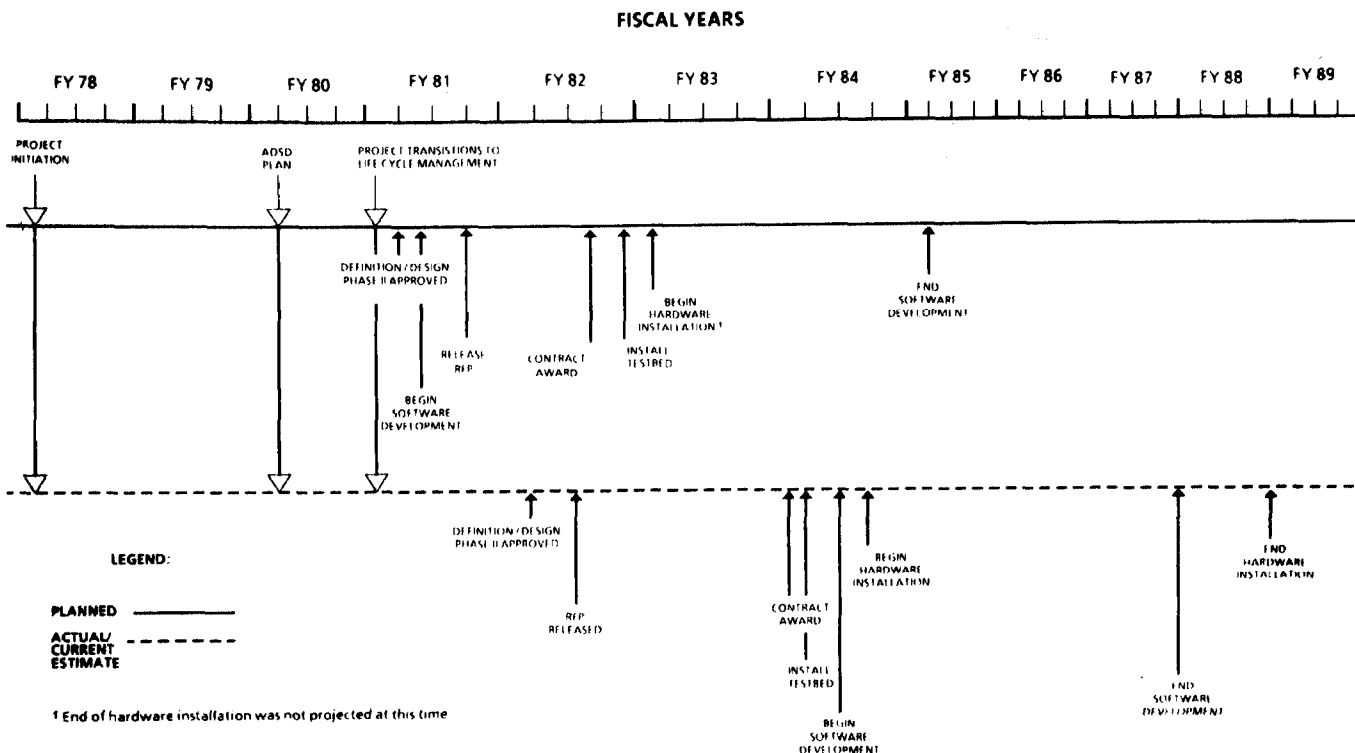 FISCAL YEARS
FY 78 FY 79 FY 80 FY 81 FY 82 FY 83 FY 84 FY 85 FY 86 FY 87 FY 88 FY 89
PROJECT
INITIATION
ADSD
PLAN
PROJECT TRANSISTIONS TO
LIFE CYCLE MANAGEMENT
DEFINITION / DESIGN
PHASE II APPROVED
BEGIN
SOFTWARE
DEVELOPMENT
RELEASE
RFP
CONTRACT
AWARD
INSTALL
TESTBED
BEGIN
HARDWARE
INSTALLATION †
END
SOFTWARE
DEVELOPMENT
DEFINITION / DESIGN
PHASE II APPROVED
RFP
RELEASED
CONTRACT
AWARD
INSTALL
TESTBED
BEGIN
SOFTWARE
DEVELOPMENT
BEGIN
HARDWARE
INSTALLATION
END
SOFTWARE
DEVELOPMENT
END
HARDWARE
INSTALLATION
LEGEND:
PLANNED
ACTUAL/
CURRENT
ESTIMATE
† End of hardware installation was not projected at this time